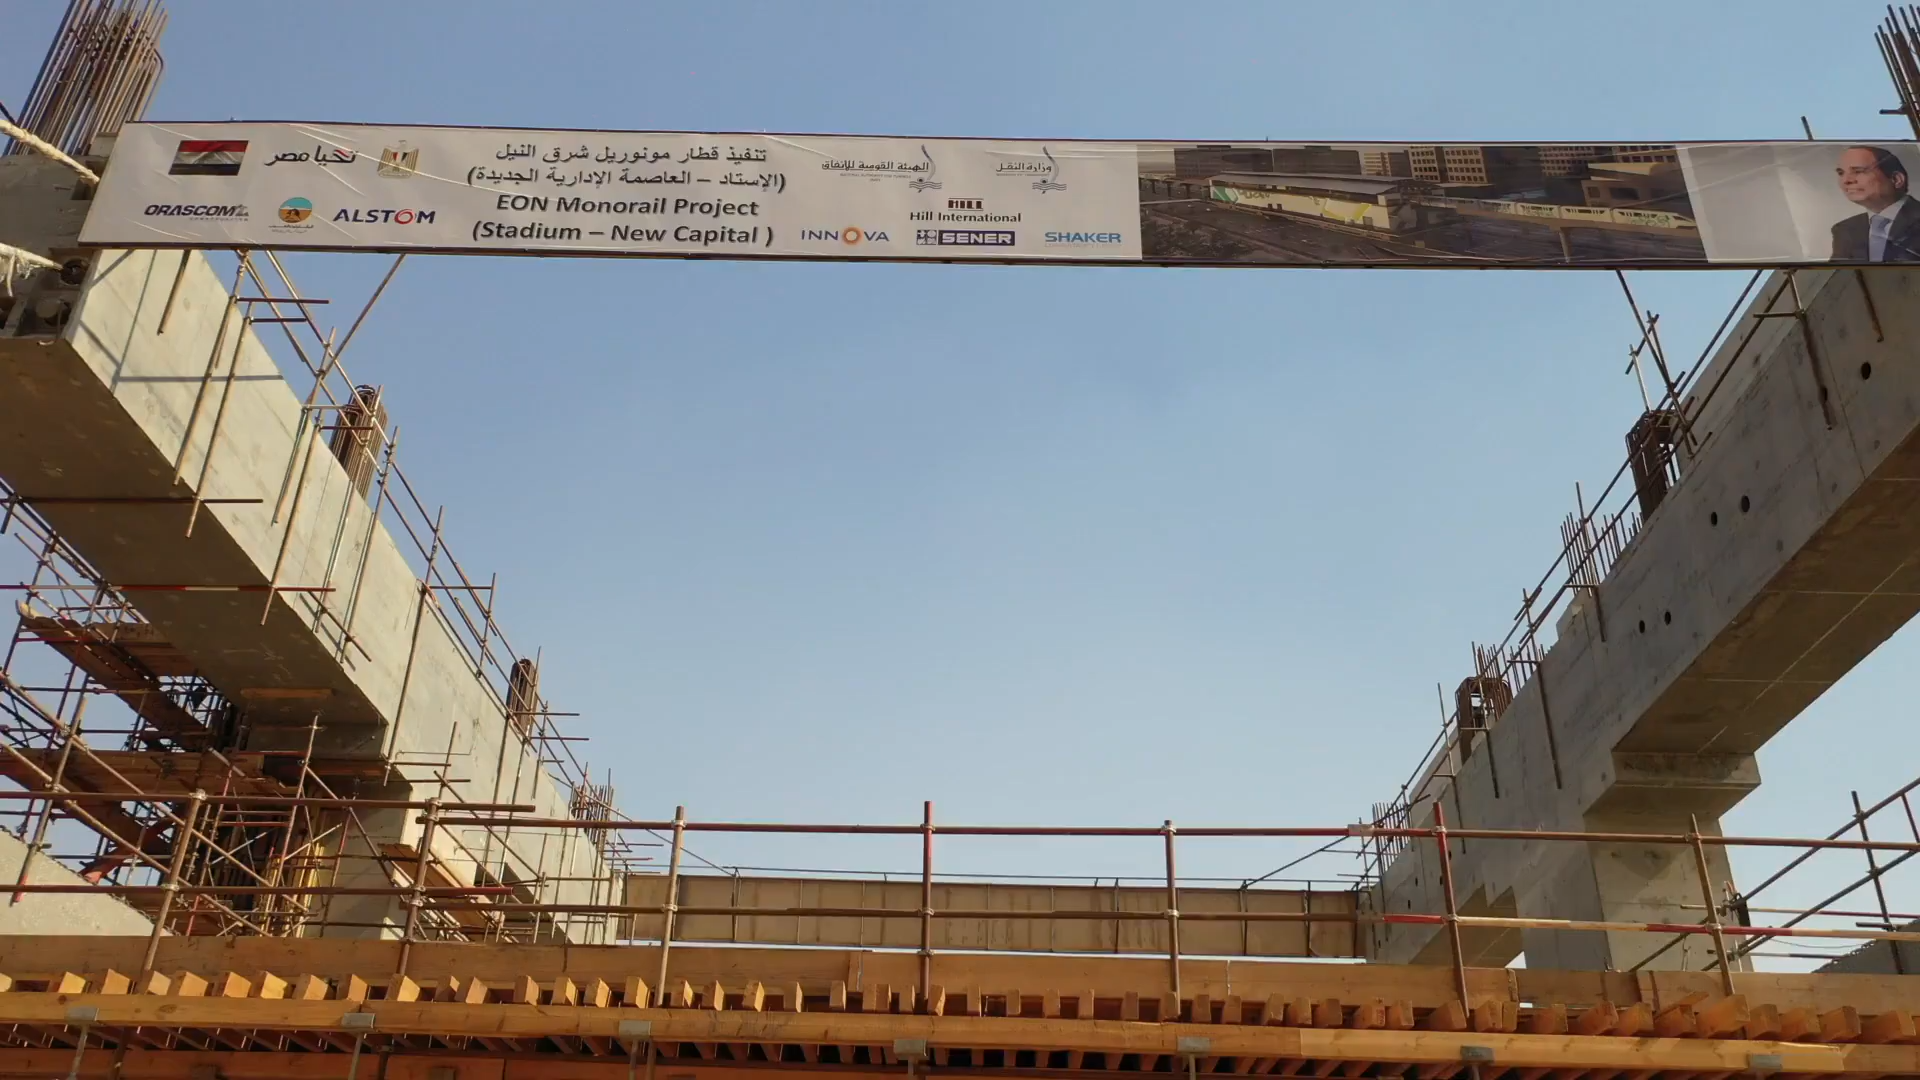 تحيا مصر
تنفيذ قطار مونوريل شرق النيل
(الإستاد – العاصمة الإدارية الجديدة)
EON Monorail Project
(Stadium – New Capital )
الهيئة القومية للإنفاق
وزارة النقل
ORASCOM
ALSTOM
Hill International
INNOVA
SENER
SHAKER